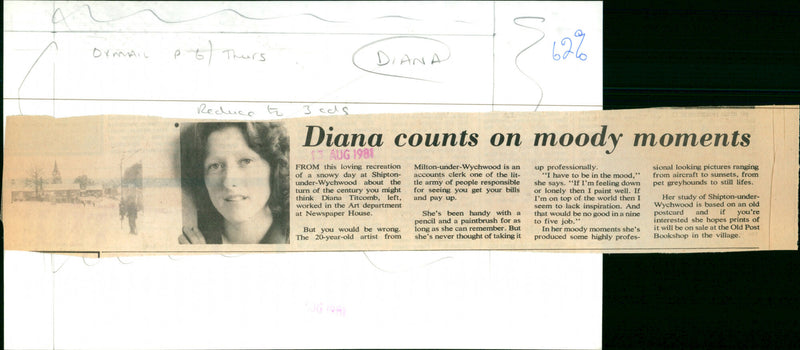 OXMAIL P 6/ Thurs
DIANA
62%
Reduce to 3 cols
Diana counts on moody moments
13 AUG 1981
FROM this loving recreation
of a snowy day at Shipton-
under-Wychwood about the
turn of the century you might
think Diana Titcomb, left,
worked in the Art department
at Newspaper House.
But you would be wrong.
The 20-year-old artist from
Milton-under-Wychwood is an
accounts clerk one of the lit-
tle army of people responsible
for seeing you get your bills
and pay up.
She's been handy with a
pencil and a paintbrush for as
long as she can remember. But
she's never thought of taking it
up professionally.
"I have to be in the mood,"
she says. "If I'm feeling down
or lonely then I paint well. If
I'm on top of the world then I
seem to lack inspiration. And
that would be no good in a nine
to five job."
In her moody moments she's
produced some highly profes-
sional looking pictures ranging
from aircraft to sunsets, from
pet greyhounds to still lifes.
Her study of Shipton-under-
Wychwood is based on an old
postcard and if you're
interested she hopes prints of
it will be on sale at the Old Post
Bookshop in the village.